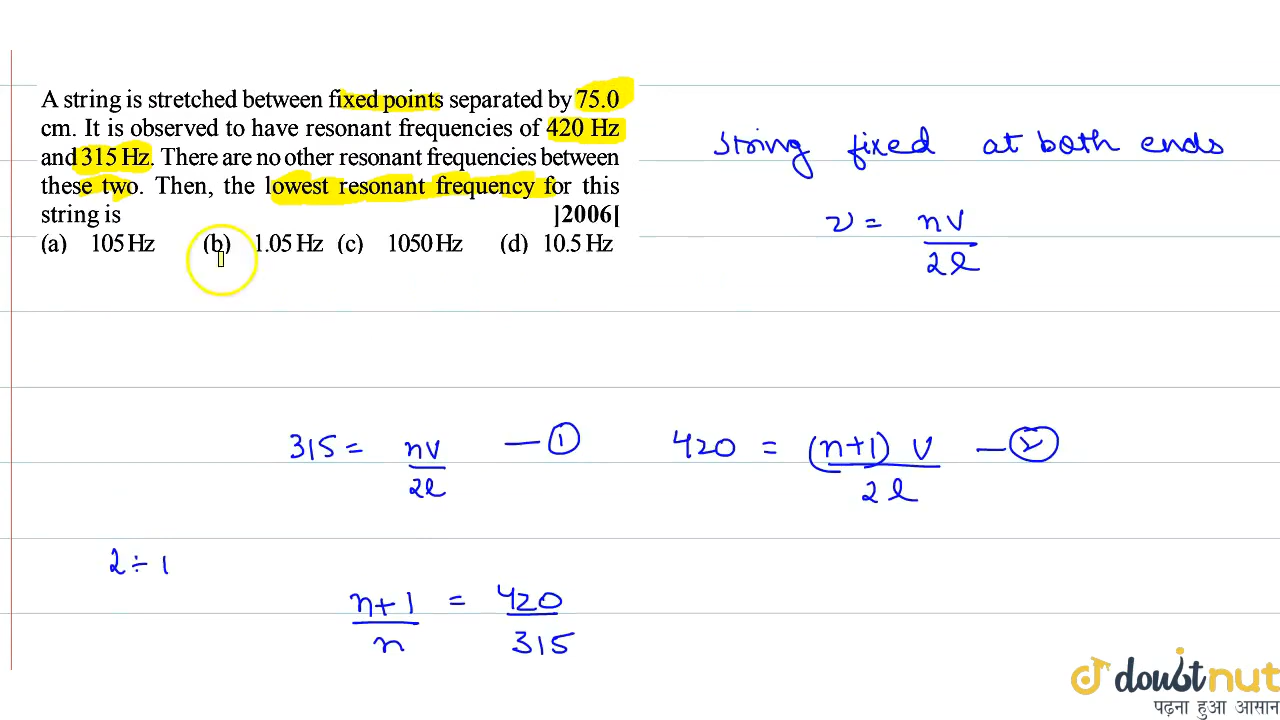 A string is stretched between fixed points separated by 75.0
cm. It is observed to have resonant frequencies of 420 Hz
and 315 Hz. There are no other resonant frequencies between
these two. Then, the lowest resonant frequency for this
string is ]2006[
(a) 105 Hz (b) 1.05 Hz (c) 1050 Hz (d) 10.5 Hz
string fixed at both ends
ν = nv
2l
315 = nv — ①
2l
420 = (n+1) v — ②
2l
2 ÷ 1
n+1 = 420
n 315
doubtnut
पढ़ना हुआ आसान